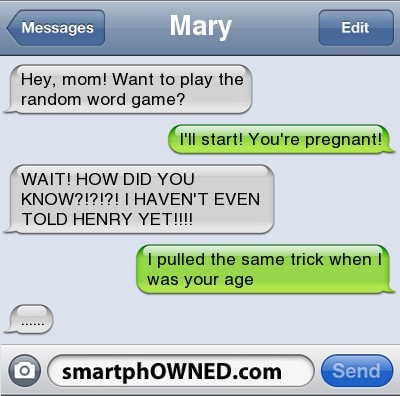 Messages
Mary
Edit
Hey, mom! Want to play the
random word game?
I'll start! You're pregnant!
WAIT! HOW DID YOU
KNOW?!?!?! I HAVEN'T EVEN
TOLD HENRY YET!!!!
I pulled the same trick when I
was your age
......
smartphOWNED.com
Send